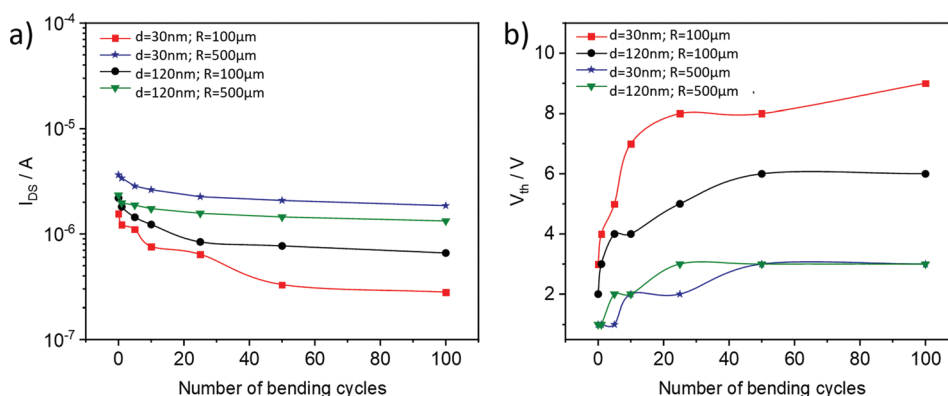 a)
10⁻⁴
10⁻⁵
10⁻⁶
10⁻⁷
I_DS / A
d=30nm; R=100μm
d=30nm; R=500μm
d=120nm; R=100μm
d=120nm; R=500μm
0 20 40 60 80 100
Number of bending cycles
b)
10
8
6
4
2
V_th / V
d=30nm; R=100μm
d=120nm; R=100μm
d=30nm; R=500μm
d=120nm; R=500μm
0 20 40 60 80 100
Number of bending cycles